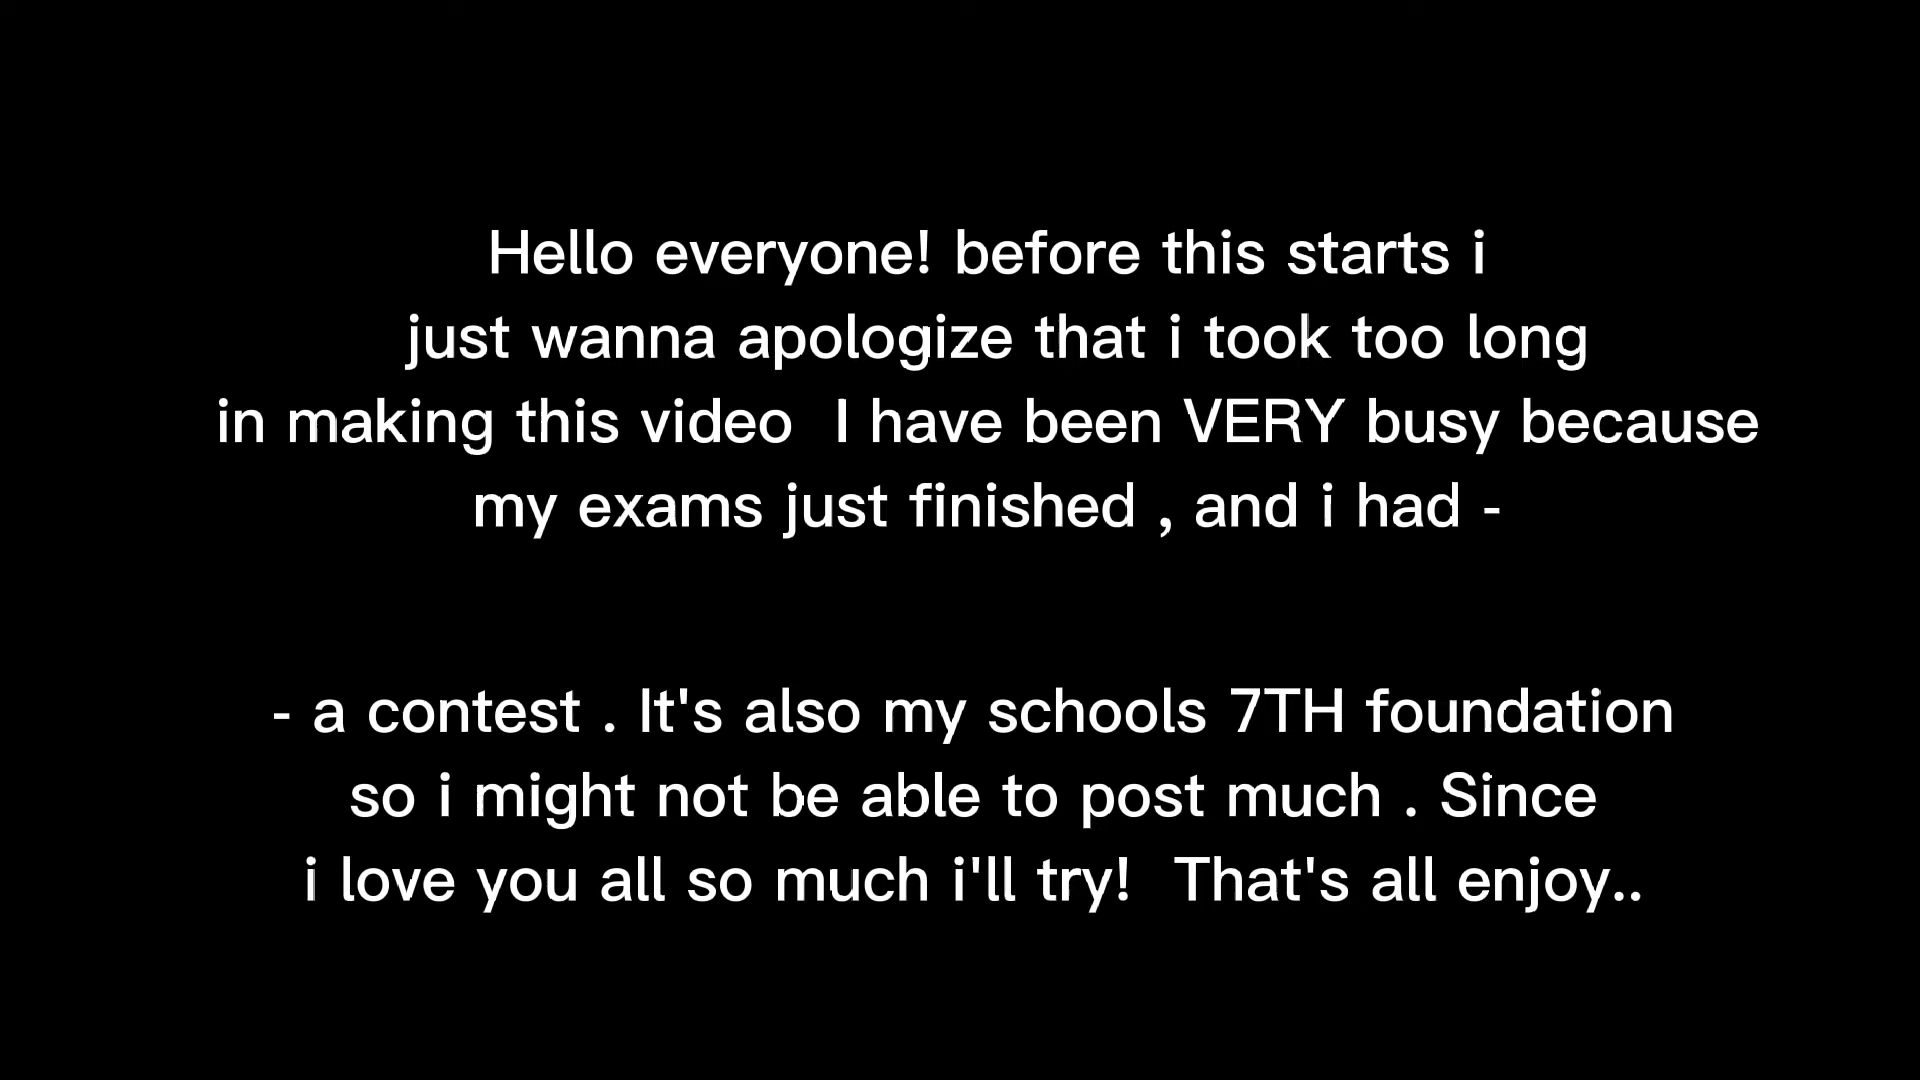 Hello everyone! before this starts i
just wanna apologize that i took too long
in making this video  I have been VERY busy because
my exams just finished , and i had -
- a contest . It's also my schools 7TH foundation
so i might not be able to post much . Since
i love you all so much i'll try!  That's all enjoy..